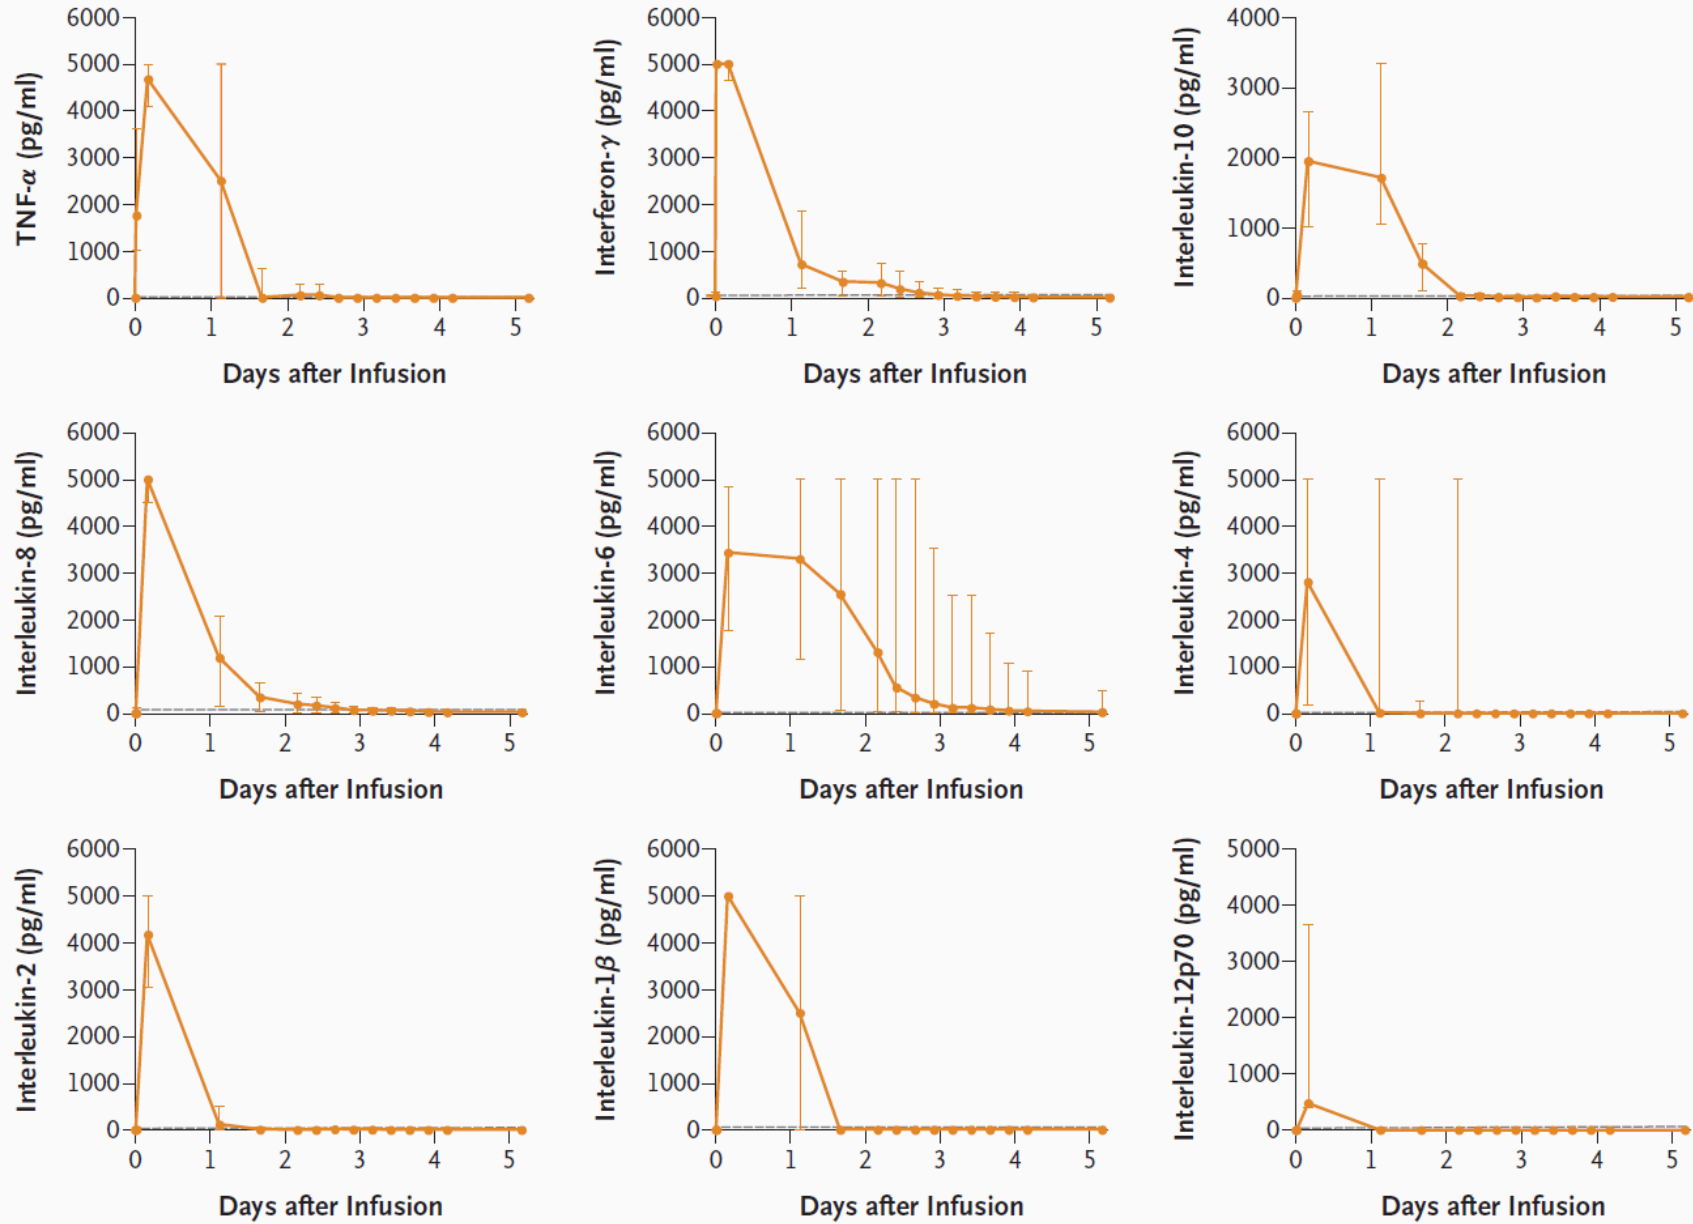 TNF-α (pg/ml)
6000
5000
4000
3000
2000
1000
0
0 1 2 3 4 5
Days after Infusion
Interferon-γ (pg/ml)
6000
5000
4000
3000
2000
1000
0
0 1 2 3 4 5
Days after Infusion
Interleukin-10 (pg/ml)
4000
3000
2000
1000
0
0 1 2 3 4 5
Days after Infusion
Interleukin-8 (pg/ml)
6000
5000
4000
3000
2000
1000
0
0 1 2 3 4 5
Days after Infusion
Interleukin-6 (pg/ml)
6000
5000
4000
3000
2000
1000
0
0 1 2 3 4 5
Days after Infusion
Interleukin-4 (pg/ml)
6000
5000
4000
3000
2000
1000
0
0 1 2 3 4 5
Days after Infusion
Interleukin-2 (pg/ml)
6000
5000
4000
3000
2000
1000
0
0 1 2 3 4 5
Days after Infusion
Interleukin-1β (pg/ml)
6000
5000
4000
3000
2000
1000
0
0 1 2 3 4 5
Days after Infusion
Interleukin-12p70 (pg/ml)
5000
4000
3000
2000
1000
0
0 1 2 3 4 5
Days after Infusion